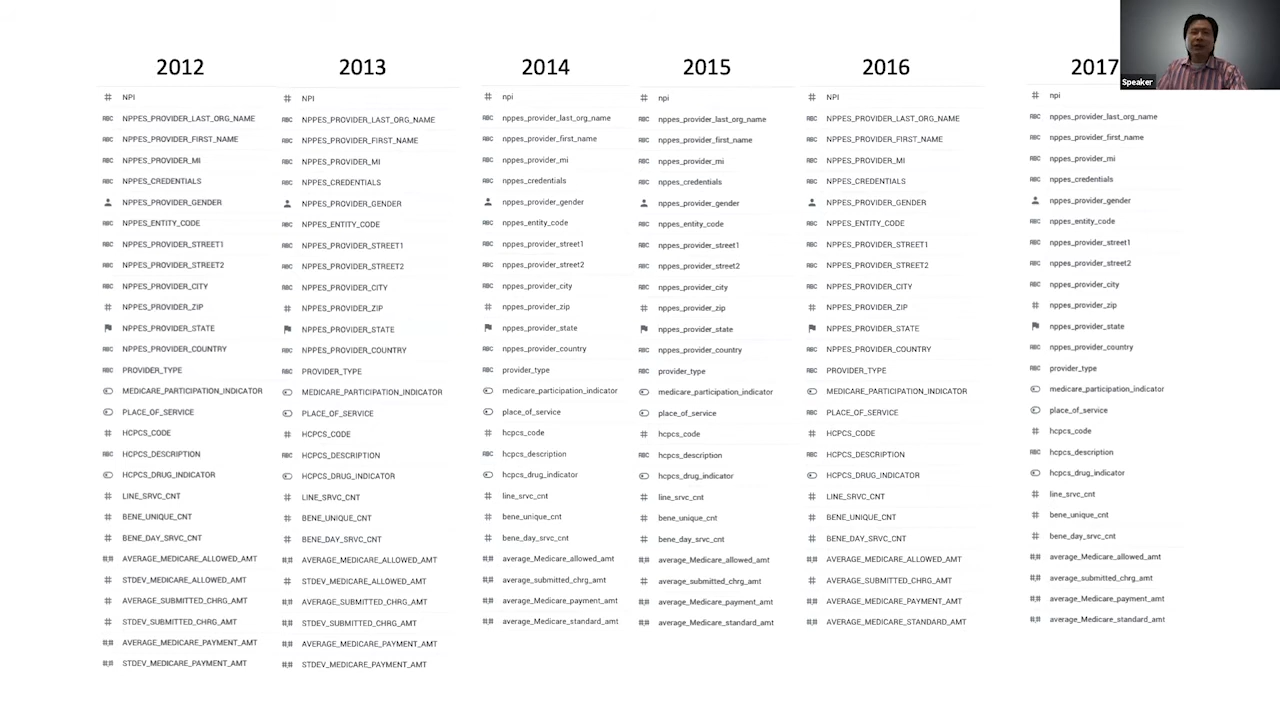 2012
NPI
NPPES_PROVIDER_LAST_ORG_NAME
NPPES_PROVIDER_FIRST_NAME
NPPES_PROVIDER_MI
NPPES_CREDENTIALS
NPPES_PROVIDER_GENDER
NPPES_ENTITY_CODE
NPPES_PROVIDER_STREET1
NPPES_PROVIDER_STREET2
NPPES_PROVIDER_CITY
NPPES_PROVIDER_ZIP
NPPES_PROVIDER_STATE
NPPES_PROVIDER_COUNTRY
PROVIDER_TYPE
MEDICARE_PARTICIPATION_INDICATOR
PLACE_OF_SERVICE
HCPCS_CODE
HCPCS_DESCRIPTION
HCPCS_DRUG_INDICATOR
LINE_SRVC_CNT
BENE_UNIQUE_CNT
BENE_DAY_SRVC_CNT
AVERAGE_MEDICARE_ALLOWED_AMT
STDEV_MEDICARE_ALLOWED_AMT
AVERAGE_SUBMITTED_CHRG_AMT
STDEV_SUBMITTED_CHRG_AMT
AVERAGE_MEDICARE_PAYMENT_AMT
STDEV_MEDICARE_PAYMENT_AMT
2013
NPI
NPPES_PROVIDER_LAST_ORG_NAME
NPPES_PROVIDER_FIRST_NAME
NPPES_PROVIDER_MI
NPPES_CREDENTIALS
NPPES_PROVIDER_GENDER
NPPES_ENTITY_CODE
NPPES_PROVIDER_STREET1
NPPES_PROVIDER_STREET2
NPPES_PROVIDER_CITY
NPPES_PROVIDER_ZIP
NPPES_PROVIDER_STATE
NPPES_PROVIDER_COUNTRY
PROVIDER_TYPE
MEDICARE_PARTICIPATION_INDICATOR
PLACE_OF_SERVICE
HCPCS_CODE
HCPCS_DESCRIPTION
HCPCS_DRUG_INDICATOR
LINE_SRVC_CNT
BENE_UNIQUE_CNT
BENE_DAY_SRVC_CNT
AVERAGE_MEDICARE_ALLOWED_AMT
STDEV_MEDICARE_ALLOWED_AMT
AVERAGE_SUBMITTED_CHRG_AMT
STDEV_SUBMITTED_CHRG_AMT
AVERAGE_MEDICARE_PAYMENT_AMT
STDEV_MEDICARE_PAYMENT_AMT
2014
npi
nppes_provider_last_org_name
nppes_provider_first_name
nppes_provider_mi
nppes_credentials
nppes_provider_gender
nppes_entity_code
nppes_provider_street1
nppes_provider_street2
nppes_provider_city
nppes_provider_zip
nppes_provider_state
nppes_provider_country
provider_type
medicare_participation_indicator
place_of_service
hcpcs_code
hcpcs_description
hcpcs_drug_indicator
line_srvc_cnt
bene_unique_cnt
bene_day_srvc_cnt
average_Medicare_allowed_amt
average_submitted_chrg_amt
average_Medicare_payment_amt
average_Medicare_standard_amt
2015
npi
nppes_provider_last_org_name
nppes_provider_first_name
nppes_provider_mi
nppes_credentials
nppes_provider_gender
nppes_entity_code
nppes_provider_street1
nppes_provider_street2
nppes_provider_city
nppes_provider_zip
nppes_provider_state
nppes_provider_country
provider_type
medicare_participation_indicator
place_of_service
hcpcs_code
hcpcs_description
hcpcs_drug_indicator
line_srvc_cnt
bene_unique_cnt
bene_day_srvc_cnt
average_Medicare_allowed_amt
average_submitted_chrg_amt
average_Medicare_payment_amt
average_Medicare_standard_amt
2016
NPI
NPPES_PROVIDER_LAST_ORG_NAME
NPPES_PROVIDER_FIRST_NAME
NPPES_PROVIDER_MI
NPPES_CREDENTIALS
NPPES_PROVIDER_GENDER
NPPES_ENTITY_CODE
NPPES_PROVIDER_STREET1
NPPES_PROVIDER_STREET2
NPPES_PROVIDER_CITY
NPPES_PROVIDER_ZIP
NPPES_PROVIDER_STATE
NPPES_PROVIDER_COUNTRY
PROVIDER_TYPE
MEDICARE_PARTICIPATION_INDICATOR
PLACE_OF_SERVICE
HCPCS_CODE
HCPCS_DESCRIPTION
HCPCS_DRUG_INDICATOR
LINE_SRVC_CNT
BENE_UNIQUE_CNT
BENE_DAY_SRVC_CNT
AVERAGE_MEDICARE_ALLOWED_AMT
AVERAGE_SUBMITTED_CHRG_AMT
AVERAGE_MEDICARE_PAYMENT_AMT
AVERAGE_MEDICARE_STANDARD_AMT
2017
npi
nppes_provider_last_org_name
nppes_provider_first_name
nppes_provider_mi
nppes_credentials
nppes_provider_gender
nppes_entity_code
nppes_provider_street1
nppes_provider_street2
nppes_provider_city
nppes_provider_zip
nppes_provider_state
nppes_provider_country
provider_type
medicare_participation_indicator
place_of_service
hcpcs_code
hcpcs_description
hcpcs_drug_indicator
line_srvc_cnt
bene_unique_cnt
bene_day_srvc_cnt
average_Medicare_allowed_amt
average_submitted_chrg_amt
average_Medicare_payment_amt
average_Medicare_standard_amt
Speaker